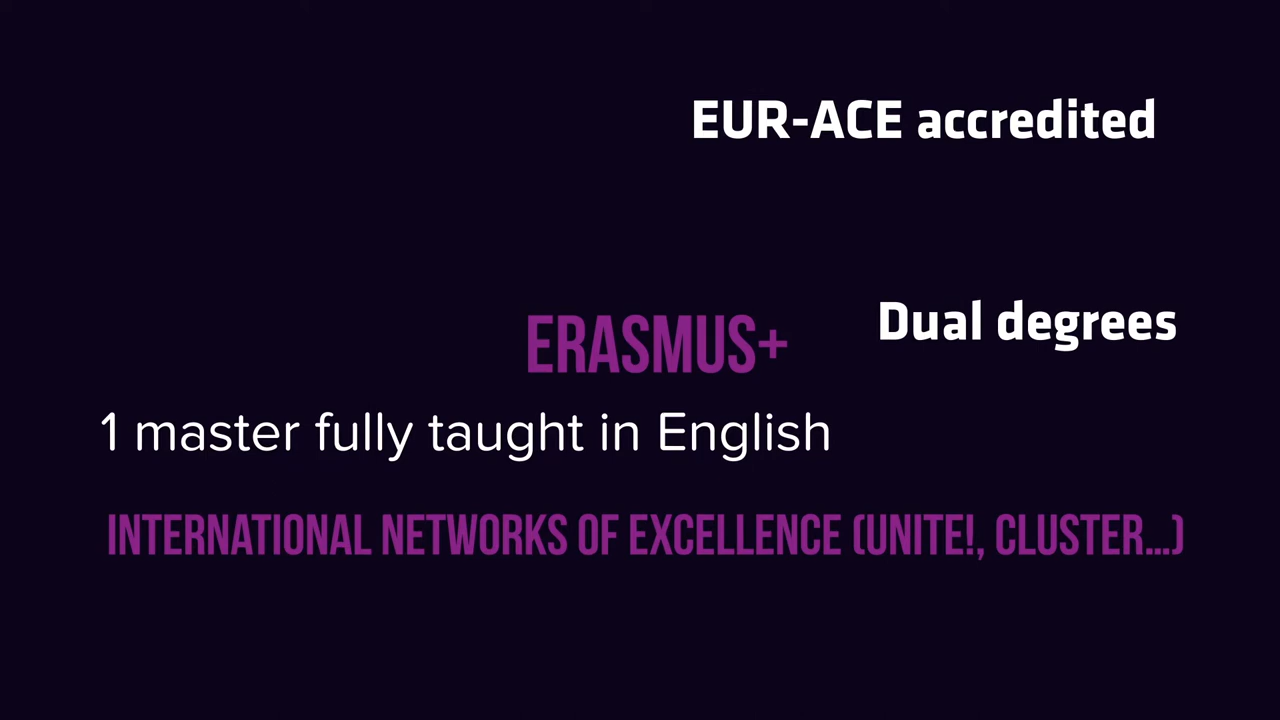 EUR-ACE accredited
Dual degrees
ERASMUS+
1 master fully taught in English
INTERNATIONAL NETWORKS OF EXCELLENCE (UNITE!, CLUSTER...)